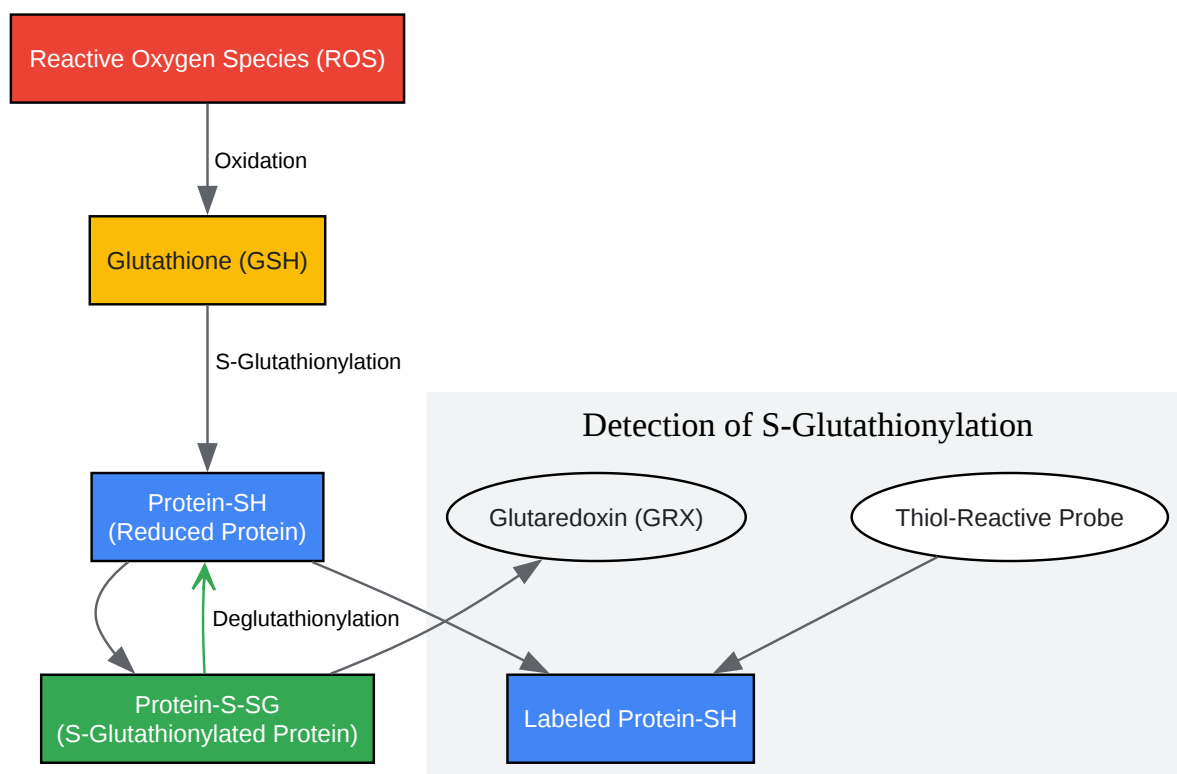 Reactive Oxygen Species (ROS)
Oxidation
Glutathione (GSH)
S-Glutathionylation
Detection of S-Glutathionylation
Protein-SH
(Reduced Protein)
Glutaredoxin (GRX)
Thiol-Reactive Probe
Deglutathionylation
Protein-S-SG
(S-Glutathionylated Protein)
Labeled Protein-SH